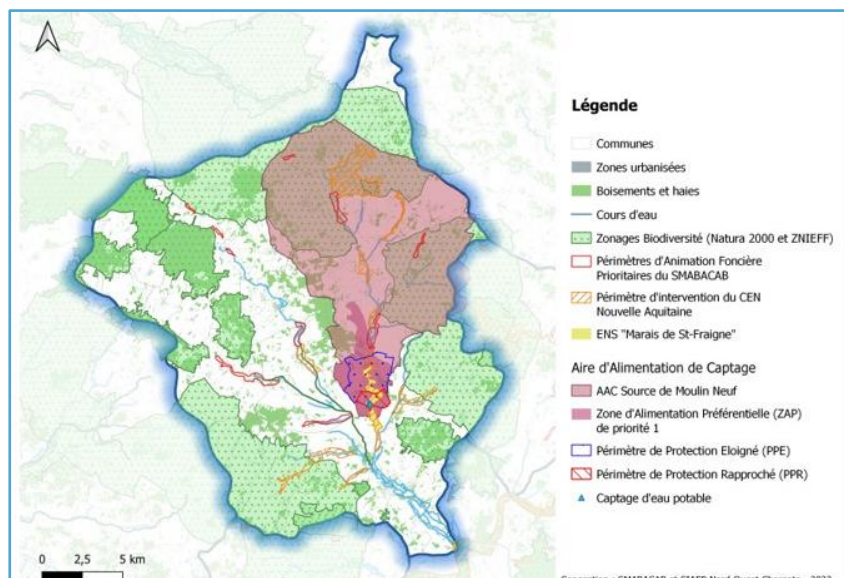 Légende
Communes
Zones urbanisées
Boisements et haies
Cours d'eau
Zonages Biodiversité (Natura 2000 et ZNIEFF)
Périmètres d'Animation Foncière
Prioritaires du SMABACAB
Périmètre d'intervention du CEN
Nouvelle Aquitaine
ENS "Marais de St-Fraigne"
Aire d'Alimentation de Captage
AAC Source de Moulin Neuf
Zone d'Alimentation Préférentielle (ZAP)
de priorité 1
Périmètre de Protection Eloigné (PPE)
Périmètre de Protection Rapproché (PPR)
Captage d'eau potable
0 2,5 5 km